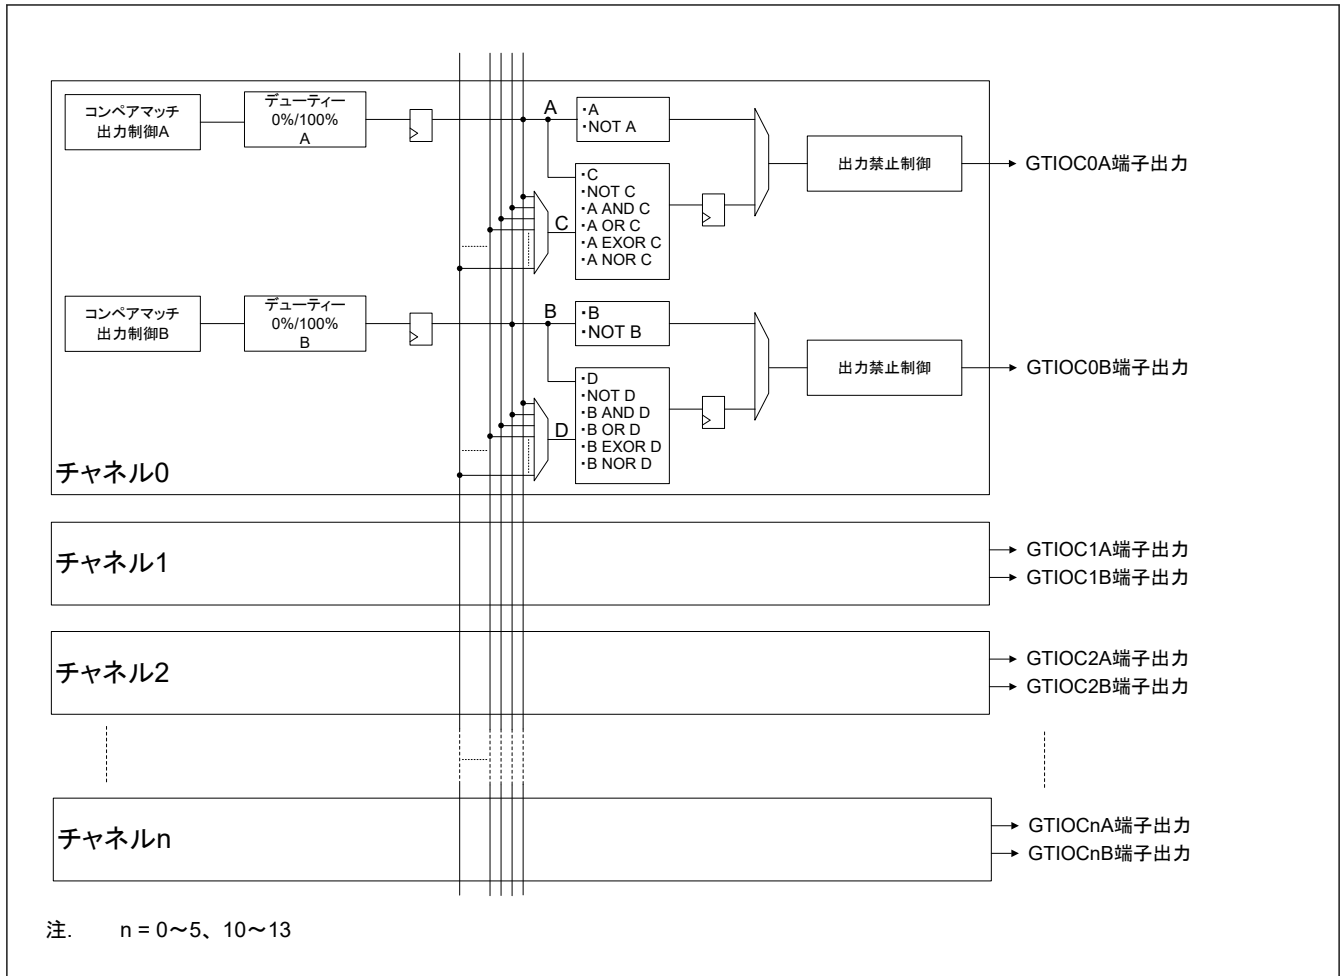 コンペアマッチ
出力制御A
デューティー
0%/100%
A
A
・A
・NOT A
出力禁止制御
GTIOC0A端子出力
C
・C
・NOT C
・A AND C
・A OR C
・A EXOR C
・A NOR C
コンペアマッチ
出力制御B
デューティー
0%/100%
B
B
・B
・NOT B
出力禁止制御
GTIOC0B端子出力
D
・D
・NOT D
・B AND D
・B OR D
・B EXOR D
・B NOR D
チャネル0
チャネル1
GTIOC1A端子出力
GTIOC1B端子出力
チャネル2
GTIOC2A端子出力
GTIOC2B端子出力
チャネルn
GTIOCnA端子出力
GTIOCnB端子出力
注. n = 0～5、10～13